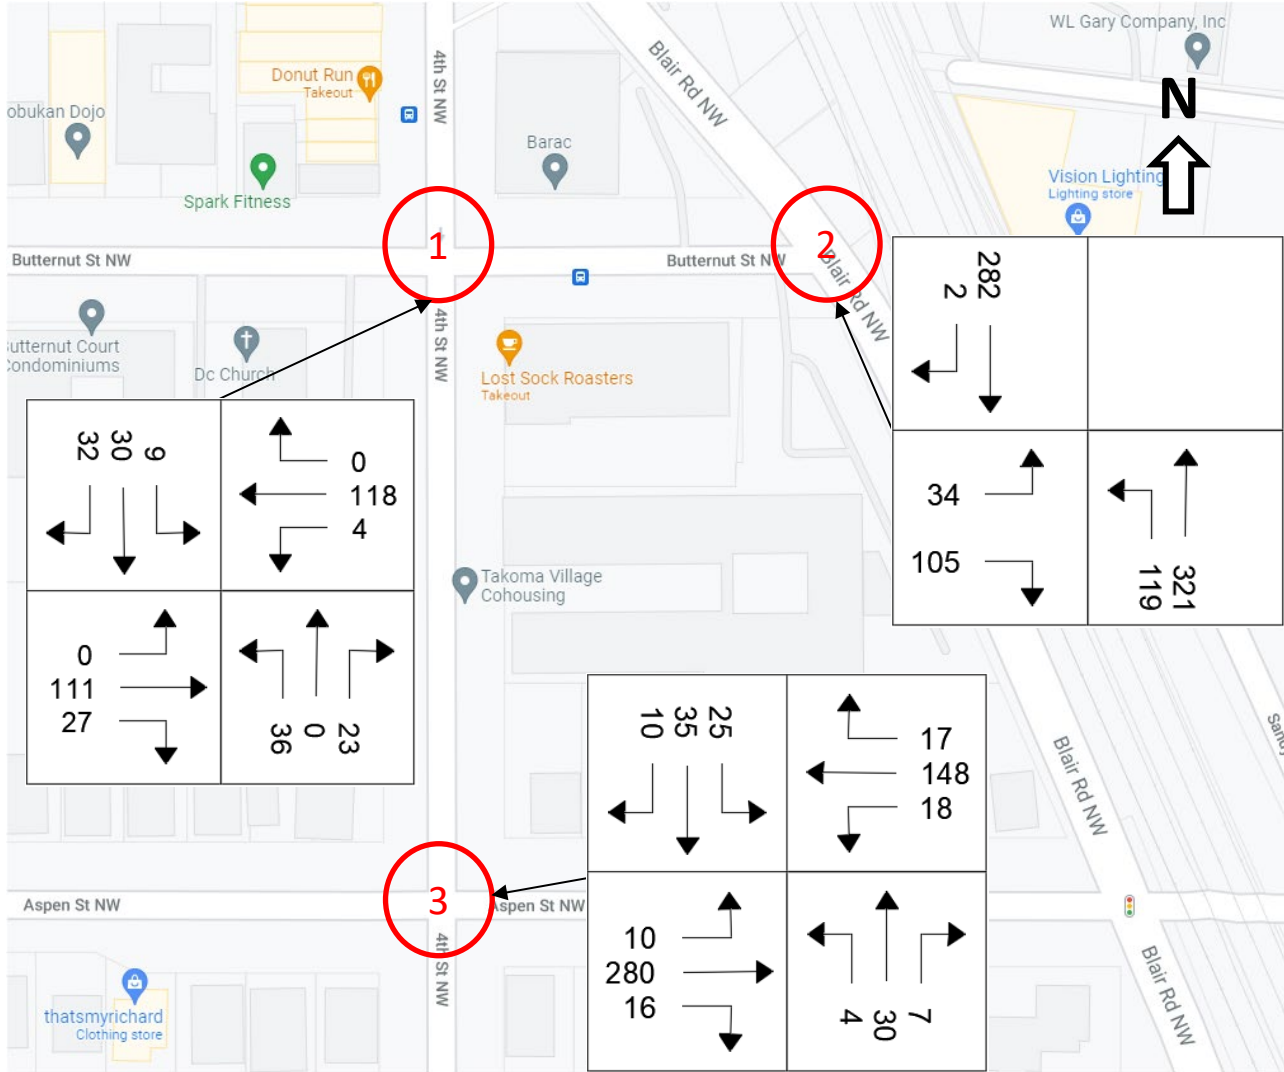 WL Gary Company, Inc
N
Blair Rd NW
4th St NW
Donut Run
Takeout
obukan Dojo
Barac
Spark Fitness
Vision Lighting
Lighting store
1
2
Butternut St NW
Butternut St NW
Blair Rd NW
4th St NW
utternut Court
ondominiums
Dc Church
Lost Sock Roasters
Takeout
2
282
34
105
119
321
32
30
9
0
118
4
0
111
27
36
0
23
Takoma Village
Cohousing
10
35
25
17
148
18
10
280
16
4
30
7
Sandy
Blair Rd NW
3
Aspen St NW
Aspen St NW
4th St NW
Blair Rd NW
thatsmyrichard
Clothing store